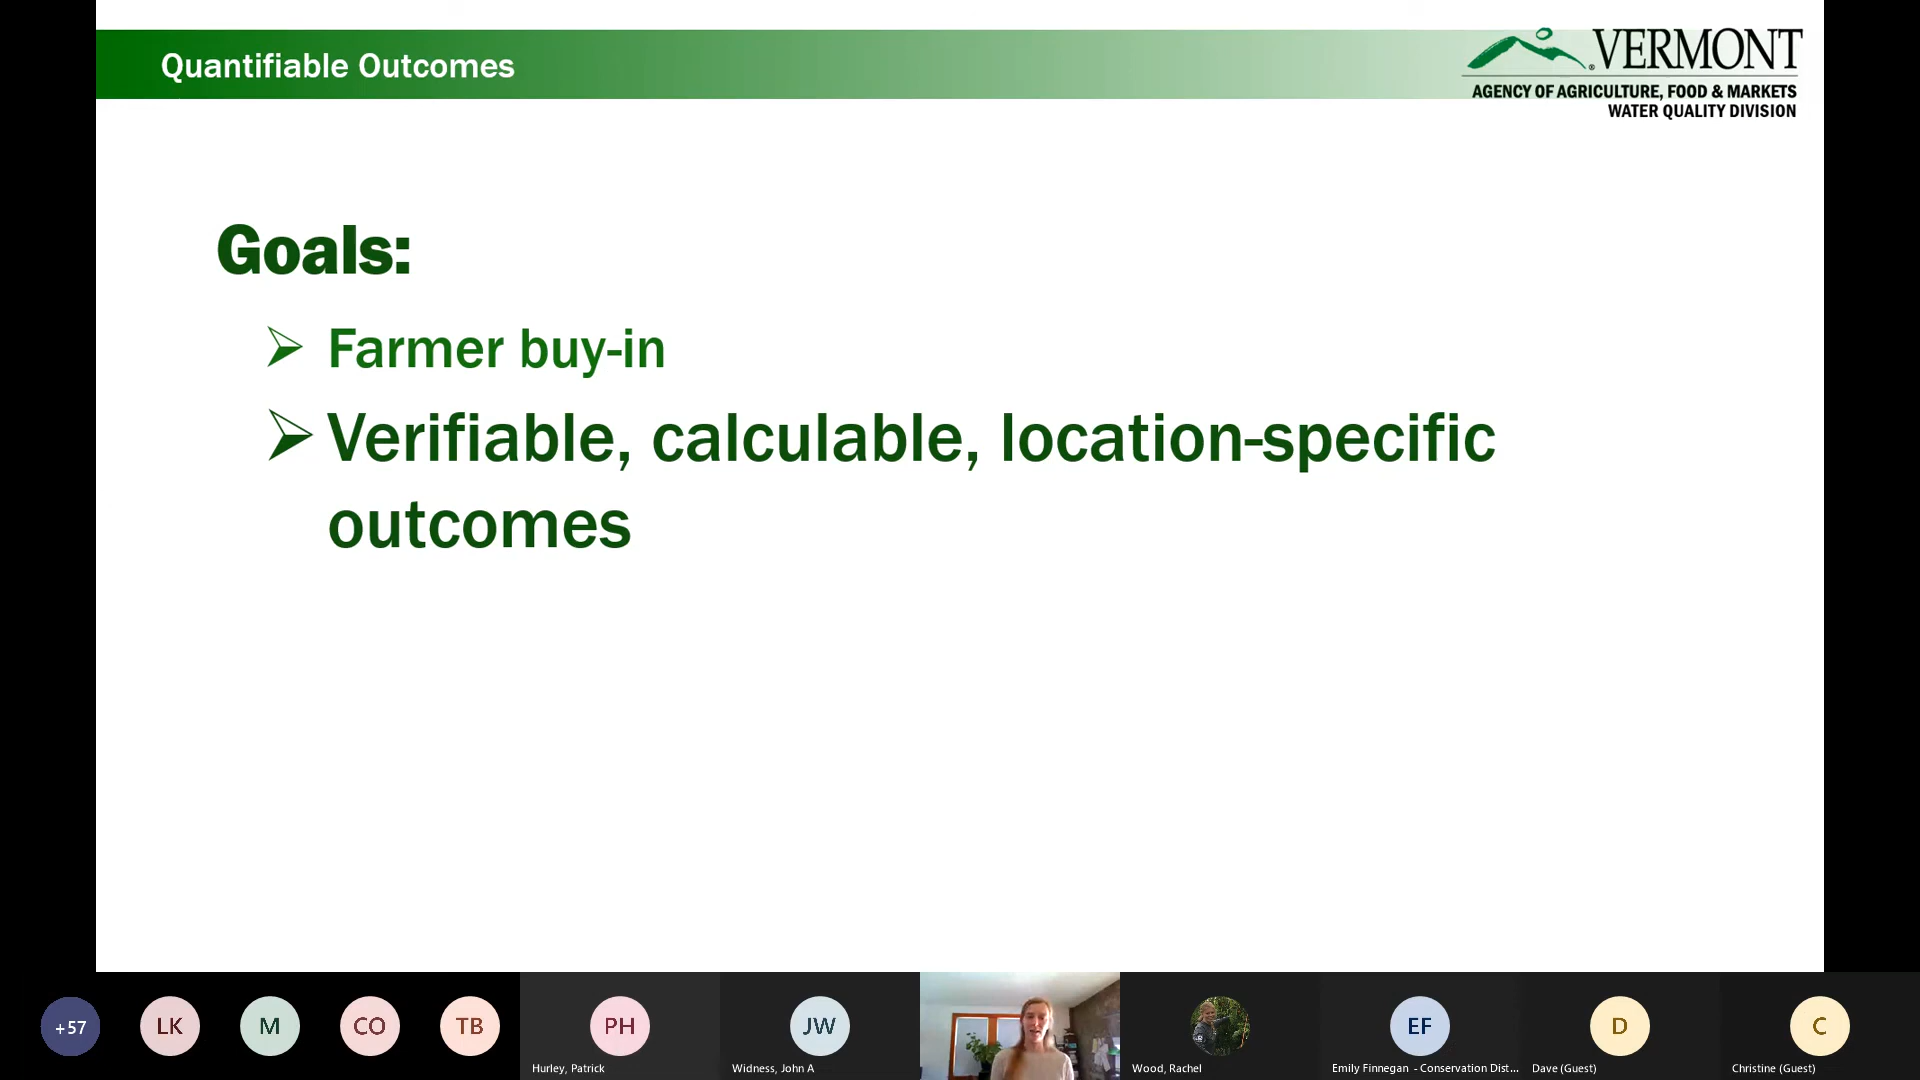 Quantifiable Outcomes
VERMONT
AGENCY OF AGRICULTURE, FOOD & MARKETS
WATER QUALITY DIVISION
Goals:
Farmer buy-in
Verifiable, calculable, location-specific
outcomes
+57
LK
M
CO
TB
PH
JW
EF
D
C
Hurley, Patrick
Widness, John A
Wood, Rachel
Emily Finnegan - Conservation Dist...
Dave (Guest)
Christine (Guest)